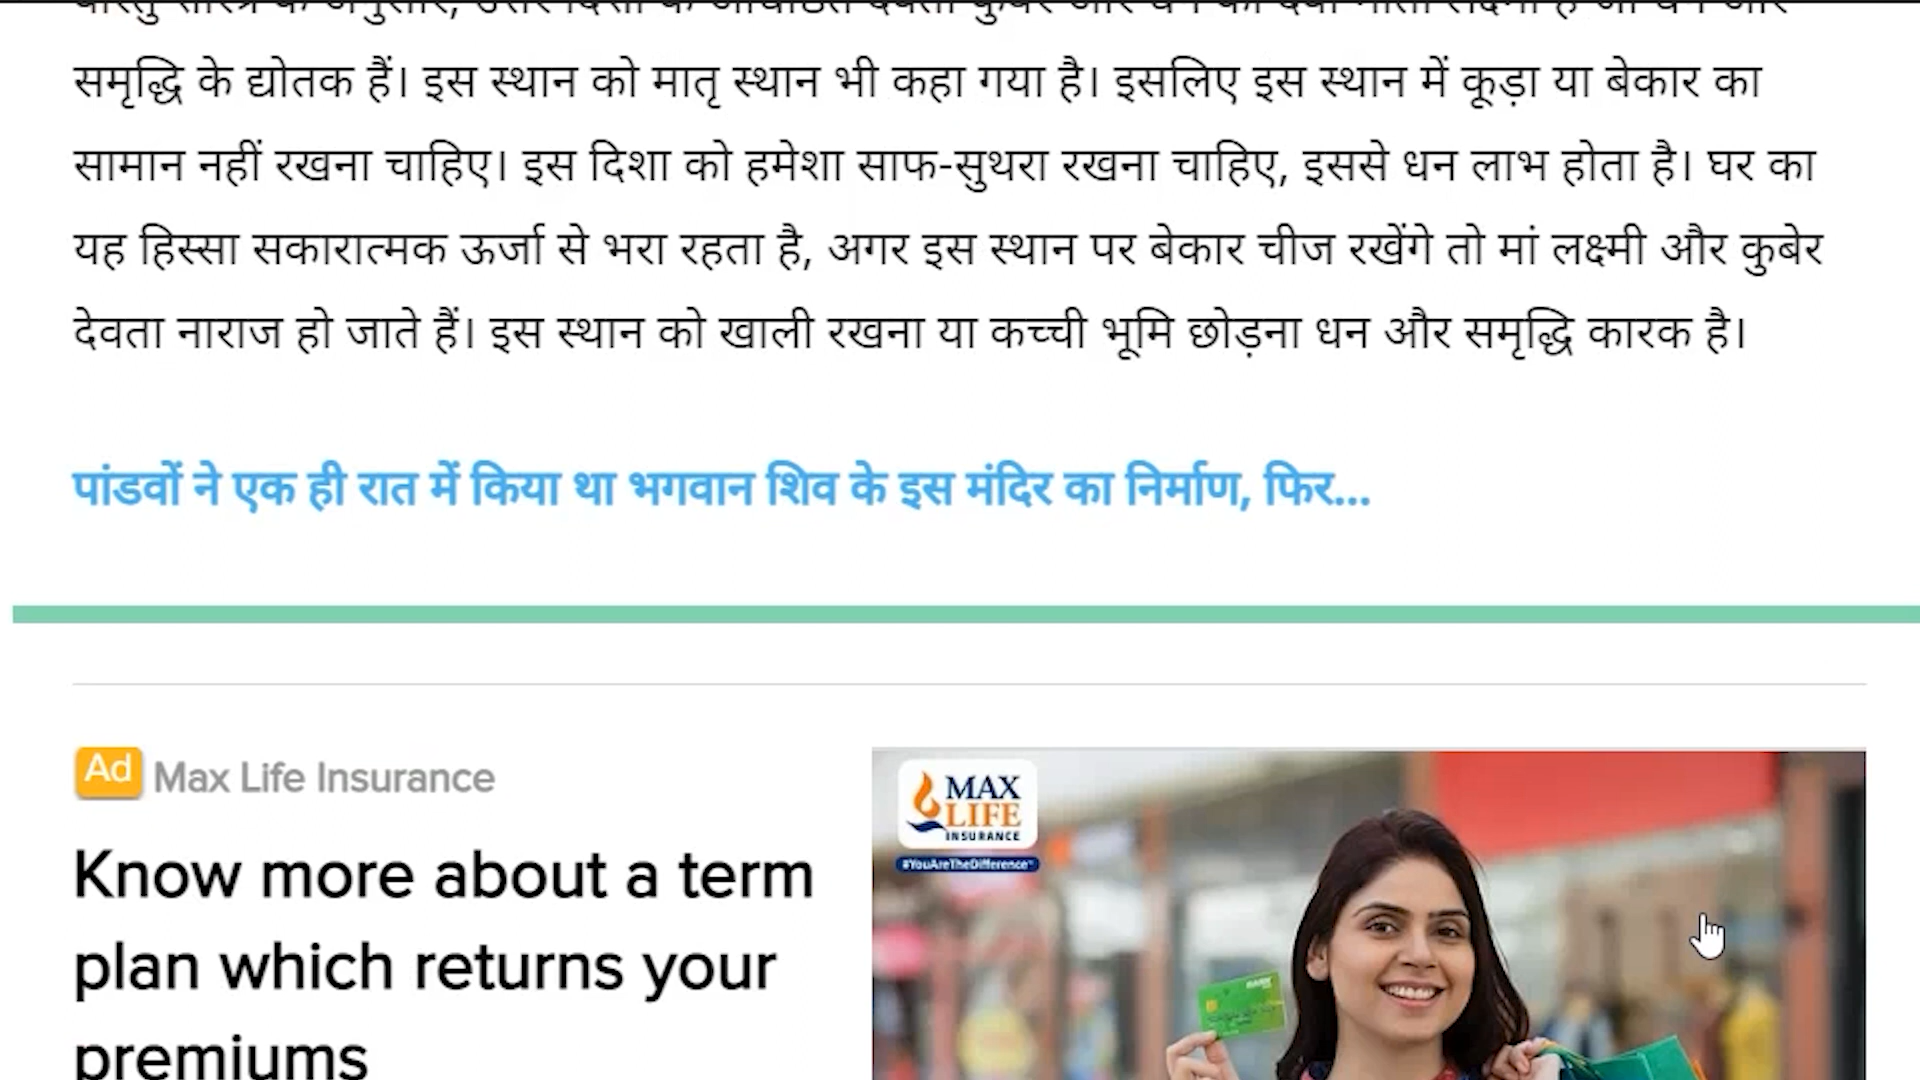 समृद्धि के द्योतक हैं। इस स्थान को मातृ स्थान भी कहा गया है। इसलिए इस स्थान में कूड़ा या बेकार का
सामान नहीं रखना चाहिए। इस दिशा को हमेशा साफ-सुथरा रखना चाहिए, इससे धन लाभ होता है। घर का
यह हिस्सा सकारात्मक ऊर्जा से भरा रहता है, अगर इस स्थान पर बेकार चीज रखेंगे तो मां लक्ष्मी और कुबेर
देवता नाराज हो जाते हैं। इस स्थान को खाली रखना या कच्ची भूमि छोड़ना धन और समृद्धि कारक है।
पांडवों ने एक ही रात में किया था भगवान शिव के इस मंदिर का निर्माण, फिर...
Ad Max Life Insurance
Know more about a term
plan which returns your
premiums
MAX
LIFE
INSURANCE
#YouAreTheDifference™
BANK